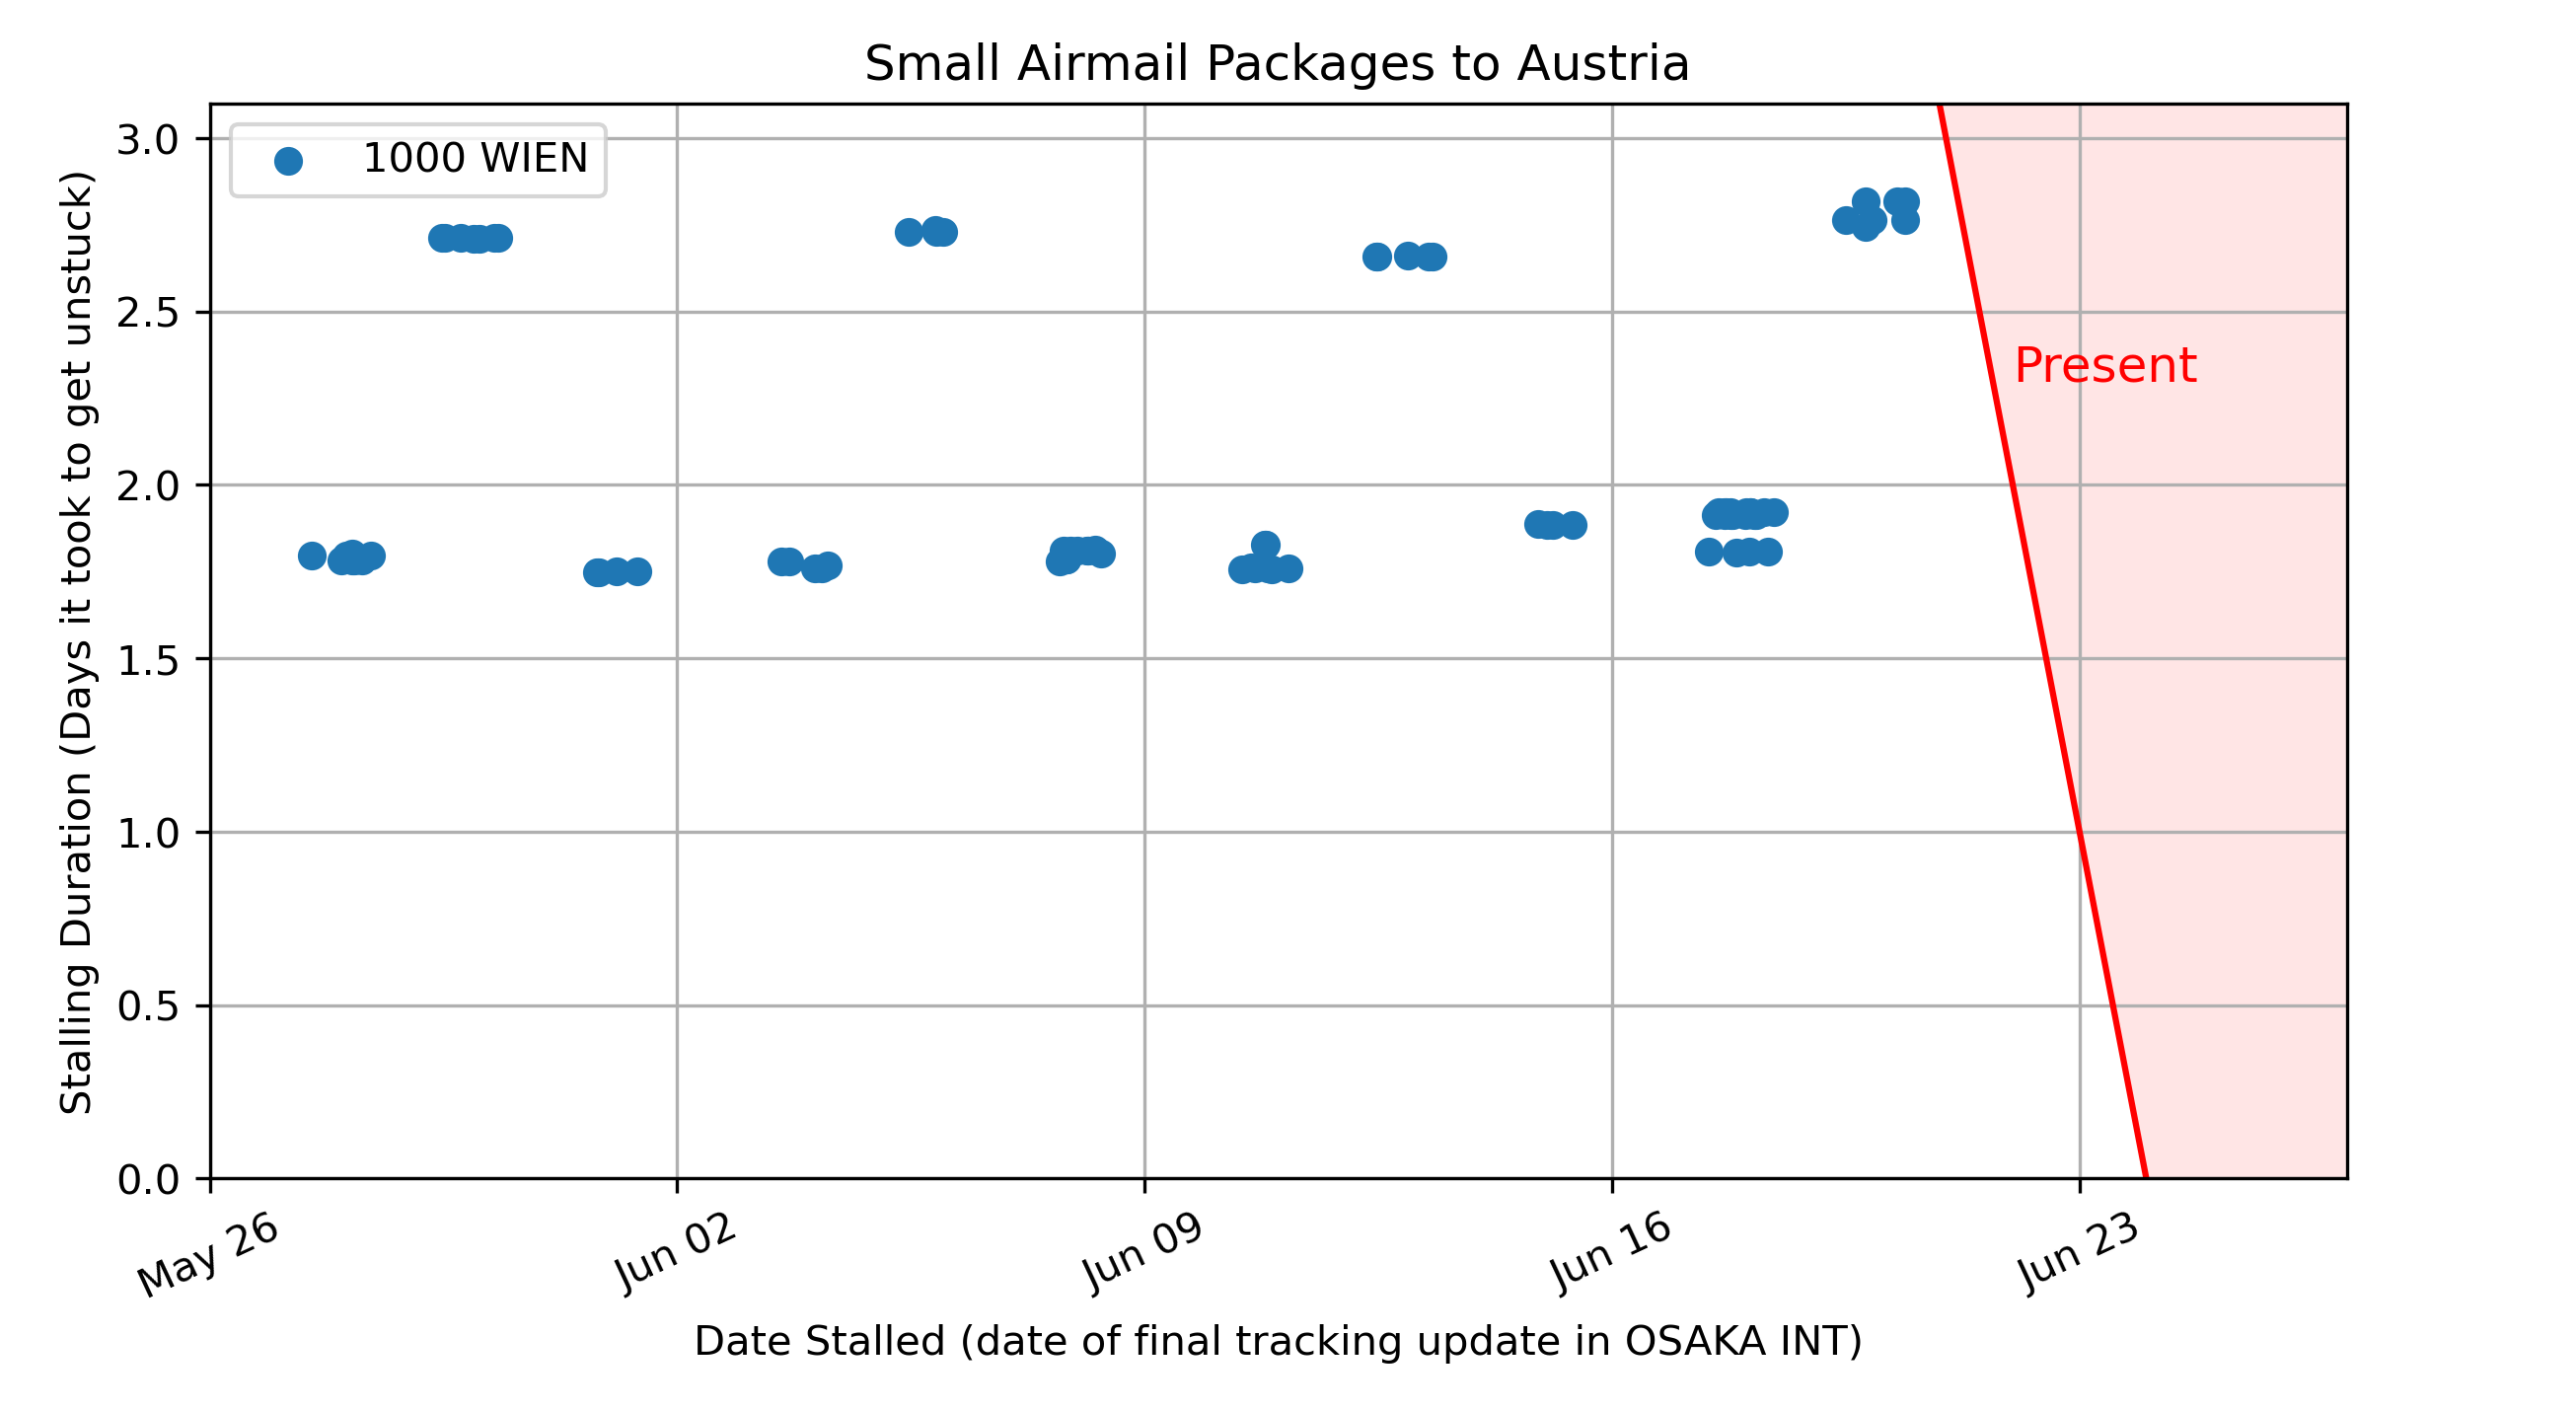 Small Airmail Packages to Austria
1000 WIEN
Stalling Duration (Days it took to get unstuck)
3.0
2.5
2.0
1.5
1.0
0.5
0.0
Present
May 26
Jun 02
Jun 09
Jun 16
Jun 23
Date Stalled (date of final tracking update in OSAKA INT)